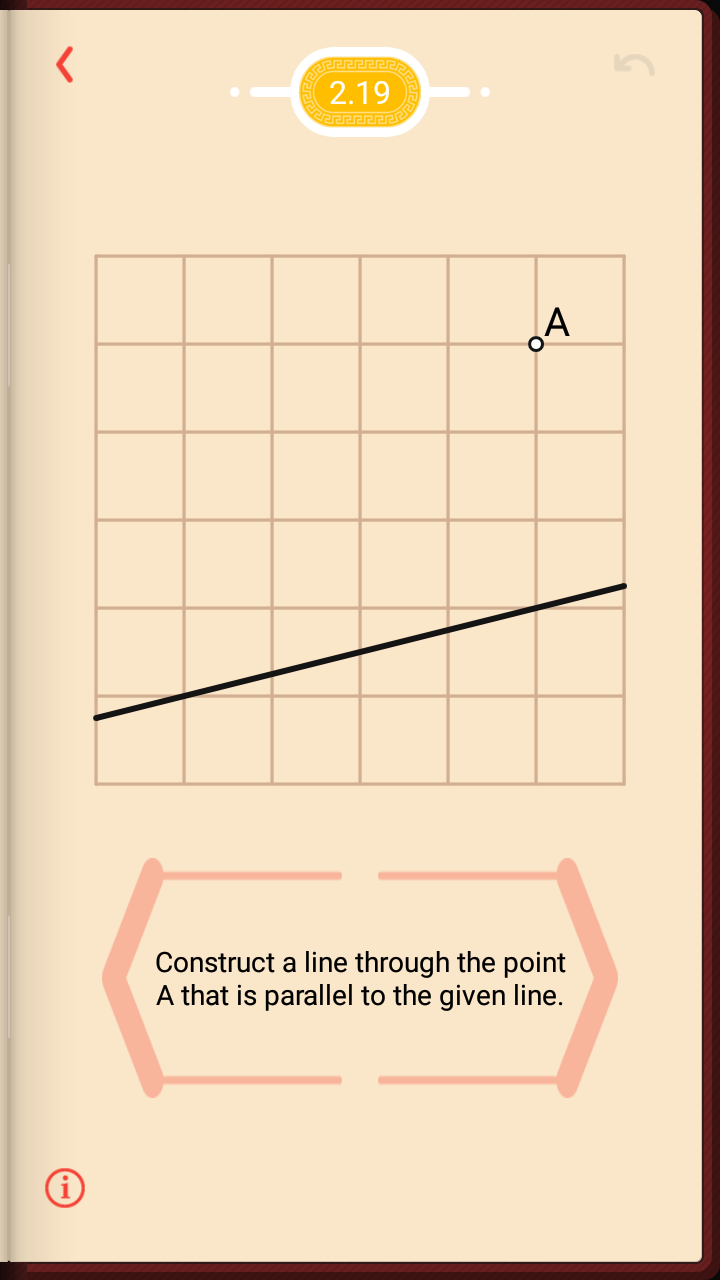 2.19
A
Construct a line through the point
A that is parallel to the given line.
i